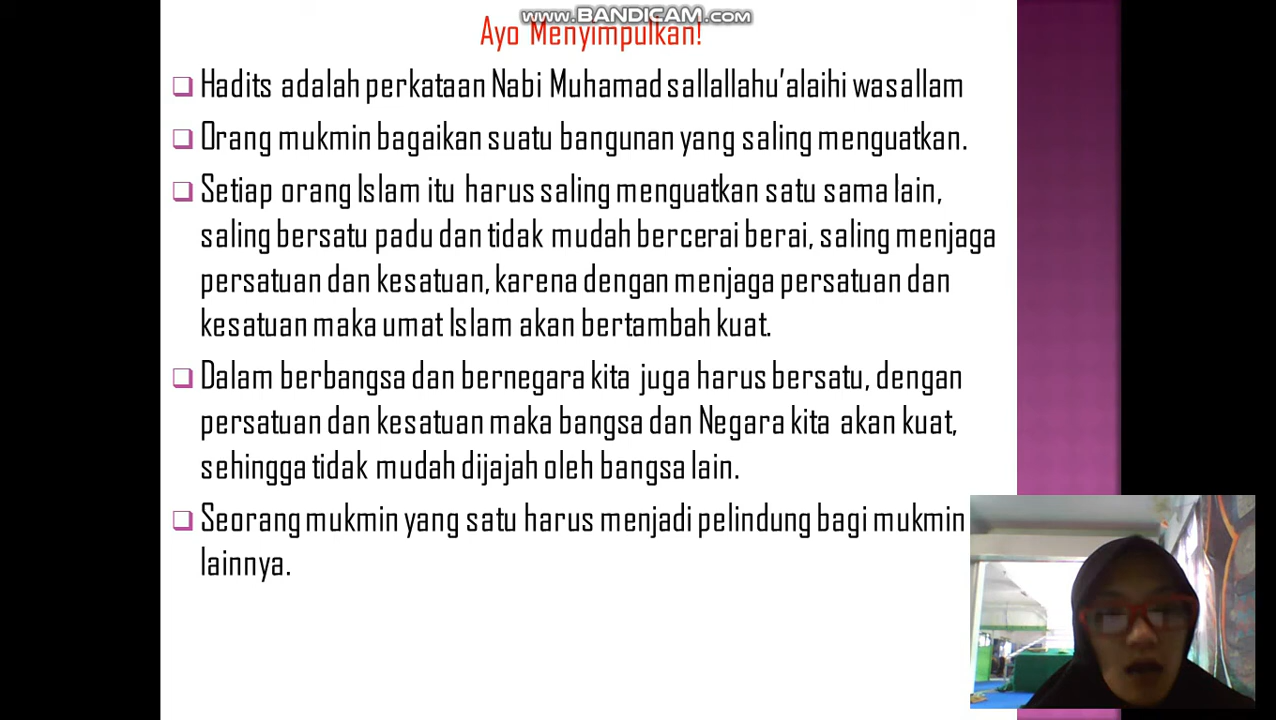 www.BANDICAM.com
Ayo Menyimpulkan!
Hadits adalah perkataan Nabi Muhamad sallallahu'alaihi wasallam
Orang mukmin bagaikan suatu bangunan yang saling menguatkan.
Setiap orang Islam itu harus saling menguatkan satu sama lain,
saling bersatu padu dan tidak mudah bercerai berai, saling menjaga
persatuan dan kesatuan, karena dengan menjaga persatuan dan
kesatuan maka umat Islam akan bertambah kuat.
Dalam berbangsa dan bernegara kita juga harus bersatu, dengan
persatuan dan kesatuan maka bangsa dan Negara kita akan kuat,
sehingga tidak mudah dijajah oleh bangsa lain.
Seorang mukmin yang satu harus menjadi pelindung bagi mukmin
lainnya.